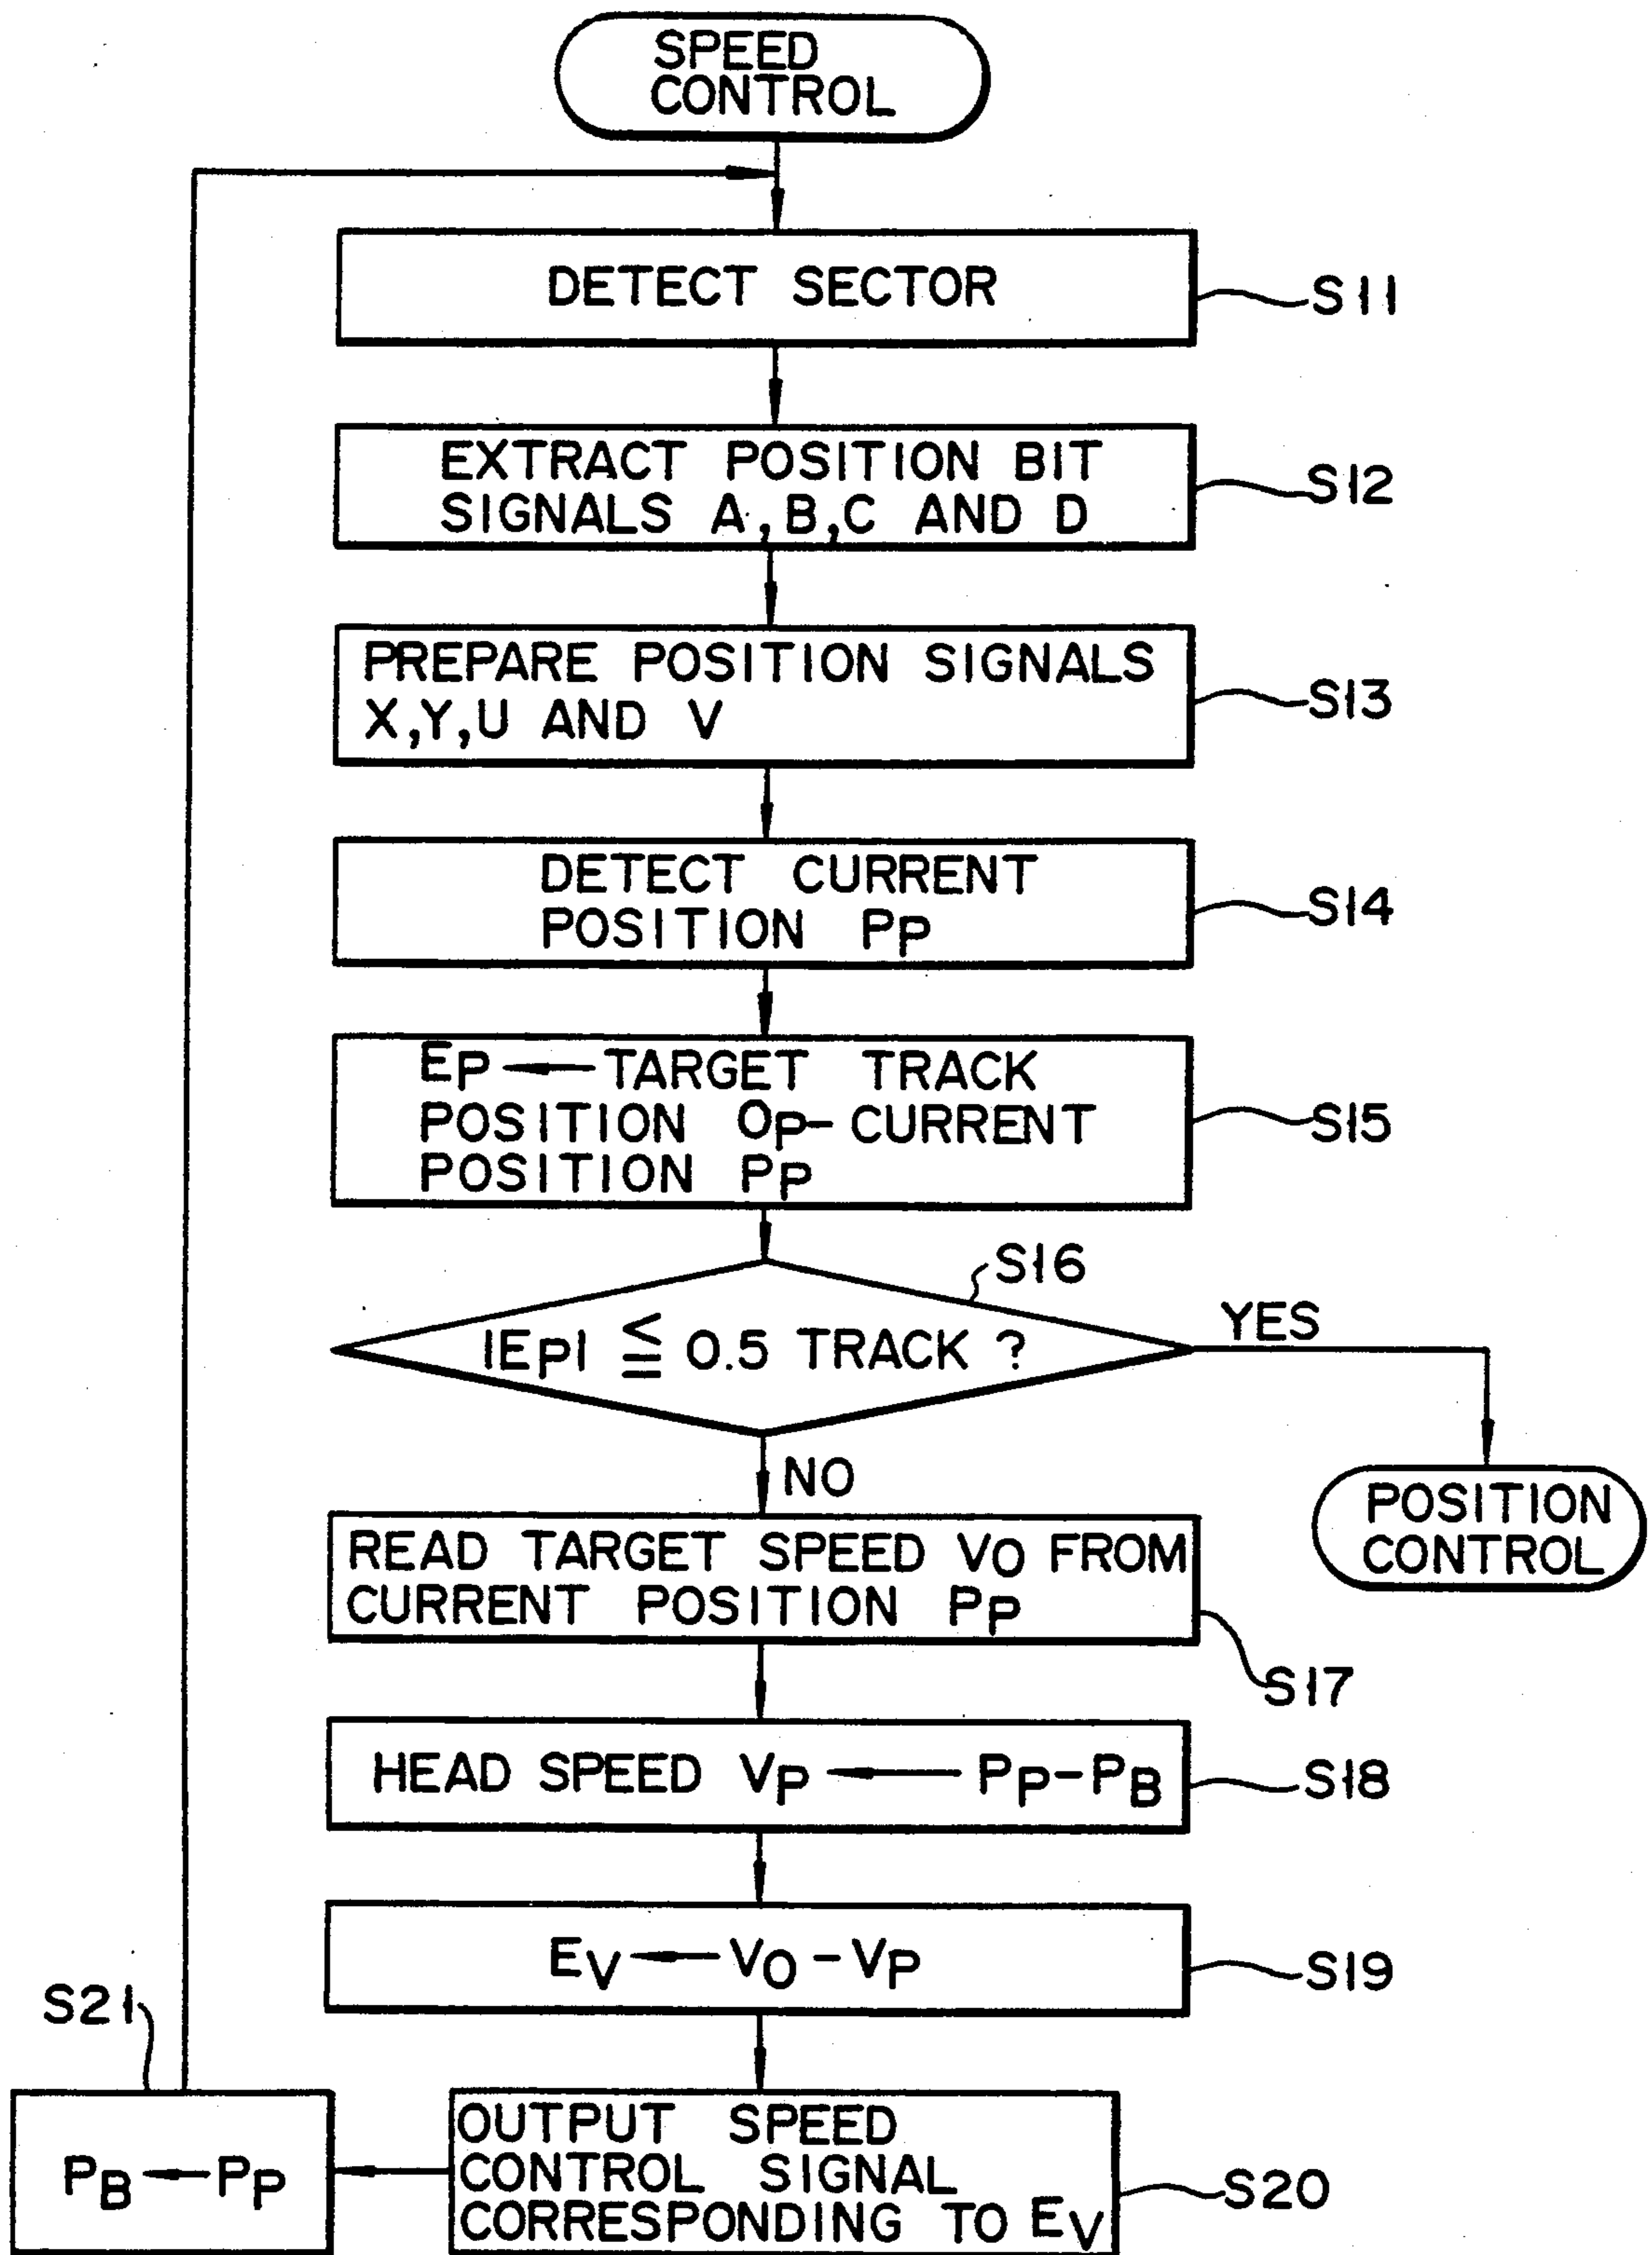 SPEED
CONTROL
DETECT SECTOR
S11
EXTRACT POSITION BIT
SIGNALS A,B,C AND D
S12
PREPARE POSITION SIGNALS
X,Y,U AND V
S13
DETECT CURRENT
POSITION PP
S14
EP ← TARGET TRACK
POSITION OP - CURRENT
POSITION PP
S15
S16
|EP| ≦ 0.5 TRACK ?
YES
NO
POSITION
CONTROL
READ TARGET SPEED VO FROM
CURRENT POSITION PP
S17
HEAD SPEED VP ← PP-PB
S18
EV ← VO - VP
S19
S21
PB ← PP
OUTPUT SPEED
CONTROL SIGNAL
CORRESPONDING TO EV
S20